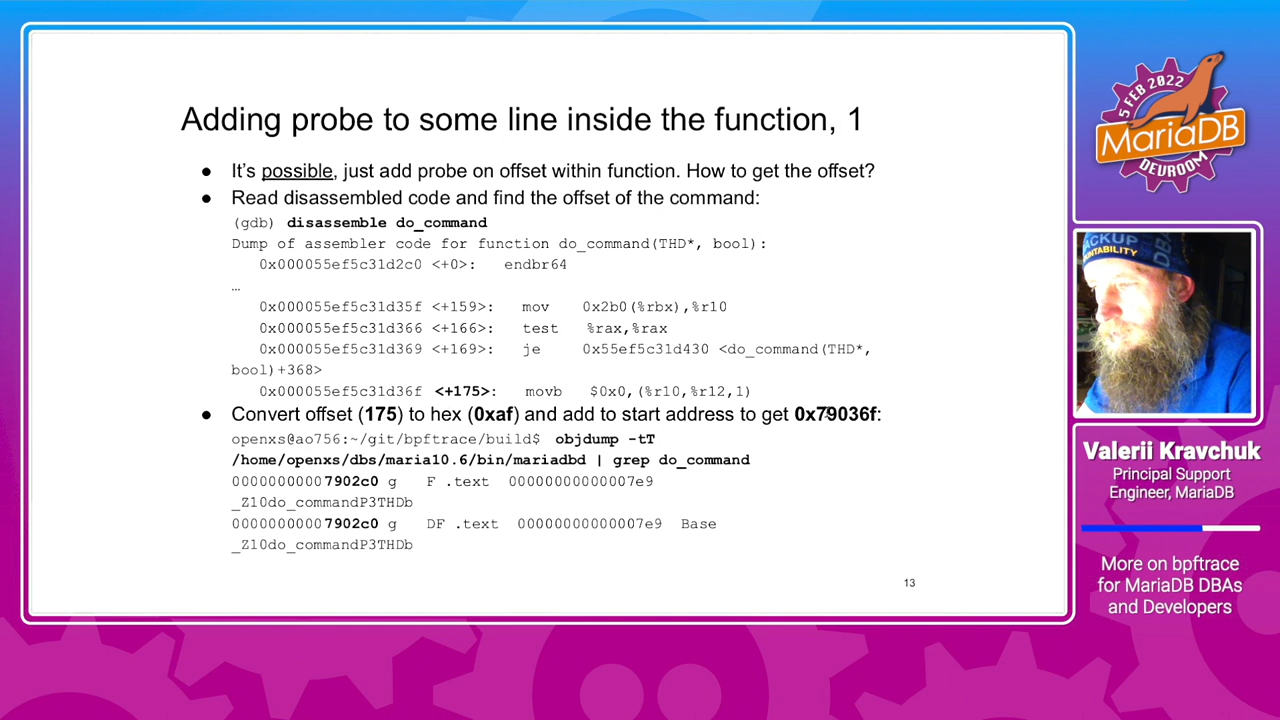 Adding probe to some line inside the function, 1
● It’s possible, just add probe on offset within function. How to get the offset?
● Read disassembled code and find the offset of the command:
(gdb) disassemble do_command
Dump of assembler code for function do_command(THD*, bool):
0x000055ef5c31d2c0 <+0>: endbr64
…
0x000055ef5c31d35f <+159>: mov 0x2b0(%rbx),%r10
0x000055ef5c31d366 <+166>: test %rax,%rax
0x000055ef5c31d369 <+169>: je 0x55ef5c31d430 <do_command(THD*,
bool)+368>
0x000055ef5c31d36f <+175>: movb $0x0,(%r10,%r12,1)
● Convert offset (175) to hex (0xaf) and add to start address to get 0x79036f:
openxs@ao756:~/git/bpftrace/build$ objdump -tT
/home/openxs/dbs/maria10.6/bin/mariadbd | grep do_command
00000000007902c0 g F .text 00000000000007e9
_Z10do_commandP3THDb
00000000007902c0 g DF .text 00000000000007e9 Base
_Z10do_commandP3THDb
13
5 FEB 2022
MariaDB
DEVROOM
BACKUP
DBA
Valerii Kravchuk
Principal Support
Engineer, MariaDB
More on bpftrace
for MariaDB DBAs
and Developers